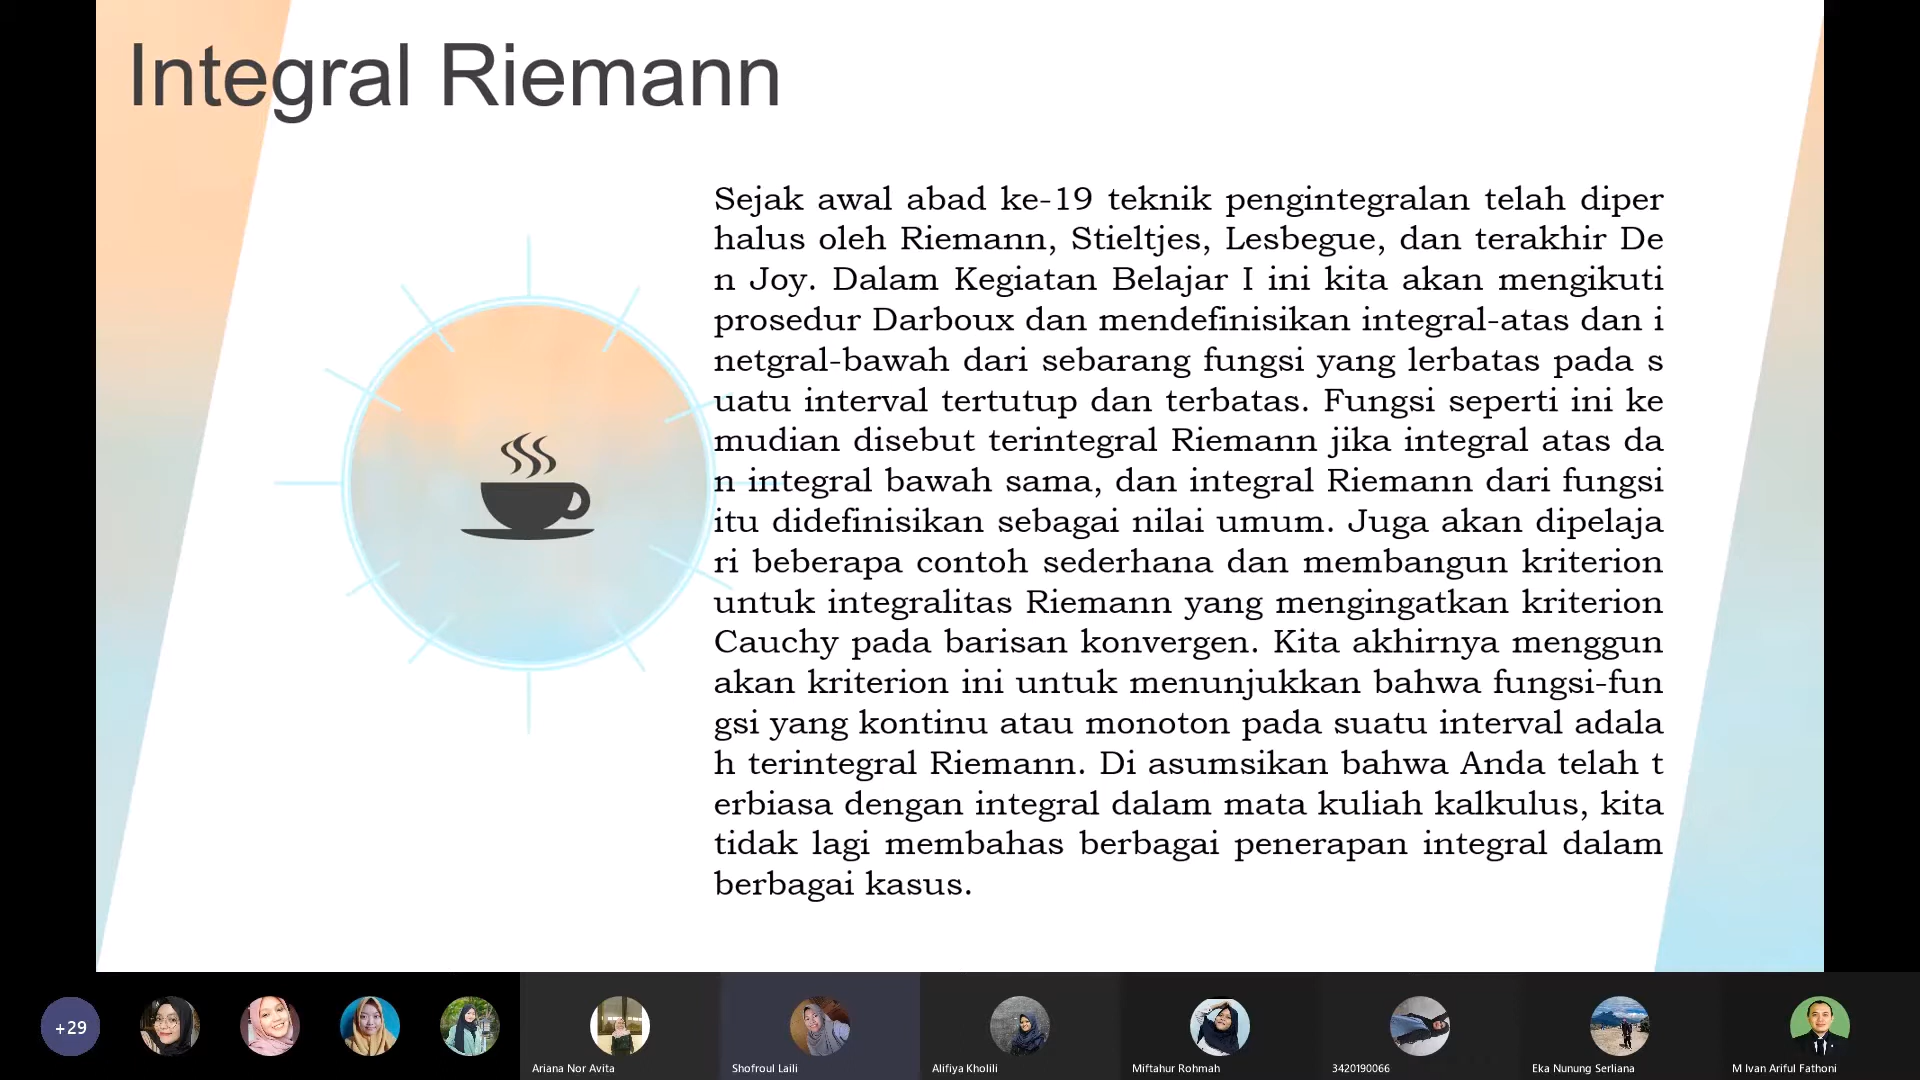 Integral Riemann
Sejak awal abad ke-19 teknik pengintegralan telah diper
halus oleh Riemann, Stieltjes, Lesbegue, dan terakhir De
n Joy. Dalam Kegiatan Belajar I ini kita akan mengikuti
prosedur Darboux dan mendefinisikan integral-atas dan i
netgral-bawah dari sebarang fungsi yang lerbatas pada s
uatu interval tertutup dan terbatas. Fungsi seperti ini ke
mudian disebut terintegral Riemann jika integral atas da
n integral bawah sama, dan integral Riemann dari fungsi
itu didefinisikan sebagai nilai umum. Juga akan dipelaja
ri beberapa contoh sederhana dan membangun kriterion
untuk integralitas Riemann yang mengingatkan kriterion
Cauchy pada barisan konvergen. Kita akhirnya menggun
akan kriterion ini untuk menunjukkan bahwa fungsi-fun
gsi yang kontinu atau monoton pada suatu interval adala
h terintegral Riemann. Di asumsikan bahwa Anda telah t
erbiasa dengan integral dalam mata kuliah kalkulus, kita
tidak lagi membahas berbagai penerapan integral dalam
berbagai kasus.
+29
Ariana Nor Avita
Shofroul Laili
Alifiya Kholili
Miftahur Rohmah
3420190066
Eka Nunung Serliana
M Ivan Ariful Fathoni